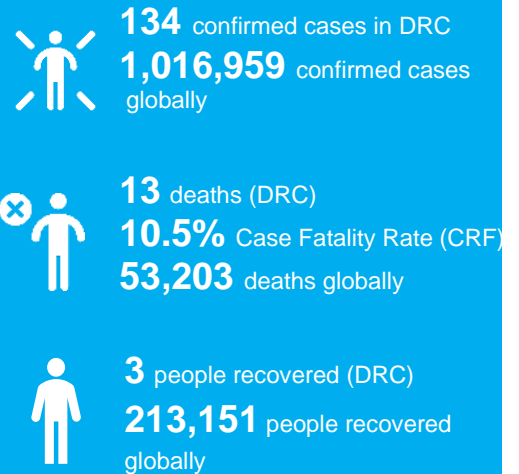 134 confirmed cases in DRC
1,016,959 confirmed cases
globally
13 deaths (DRC)
10.5% Case Fatality Rate (CRF)
53,203 deaths globally
3 people recovered (DRC)
213,151 people recovered
globally